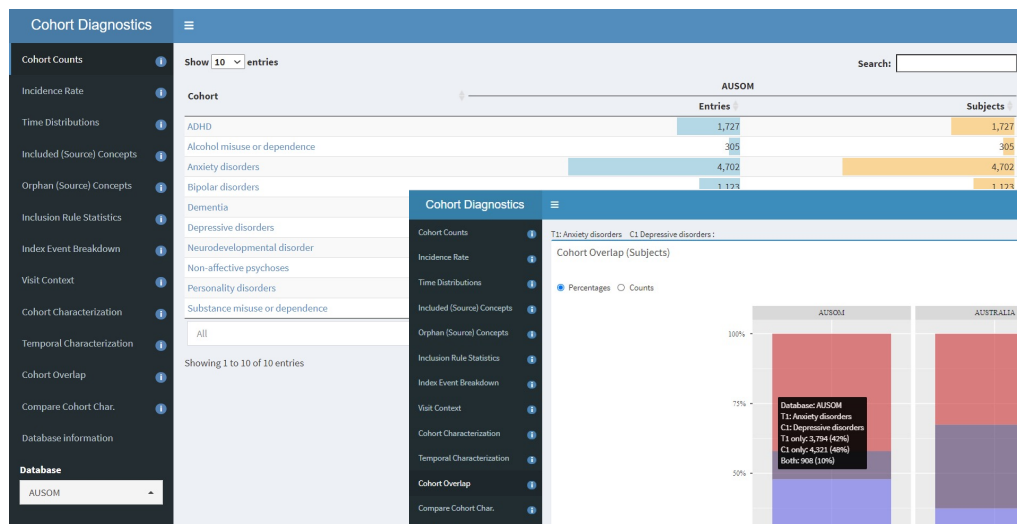 Cohort Diagnostics
Cohort Counts
Incidence Rate
Time Distributions
Included (Source) Concepts
Orphan (Source) Concepts
Inclusion Rule Statistics
Index Event Breakdown
Visit Context
Cohort Characterization
Temporal Characterization
Cohort Overlap
Compare Cohort Char.
Database information
Database
AUSOM
Show 10 entries
Search:
AUSOM
Cohort Entries Subjects
ADHD 1,727 1,727
Alcohol misuse or dependence 305 305
Anxiety disorders 4,702 4,702
Bipolar disorders 1,123 1,123
Dementia
Depressive disorders
Neurodevelopmental disorder
Non-affective psychoses
Personality disorders
Substance misuse or dependence
All
Showing 1 to 10 of 10 entries
Cohort Diagnostics
Cohort Counts
Incidence Rate
Time Distributions
Included (Source) Concepts
Orphan (Source) Concepts
Inclusion Rule Statistics
Index Event Breakdown
Visit Context
Cohort Characterization
Temporal Characterization
Cohort Overlap
Compare Cohort Char.
T1: Anxiety disorders C1 Depressive disorders :
Cohort Overlap (Subjects)
Percentages Counts
AUSOM AUSTRALIA
100%
75%
50%
Database: AUSOM
T1: Anxiety disorders
C1: Depressive disorders
T1 only: 3,794 (42%)
C1 only: 4,321 (48%)
Both: 908 (10%)